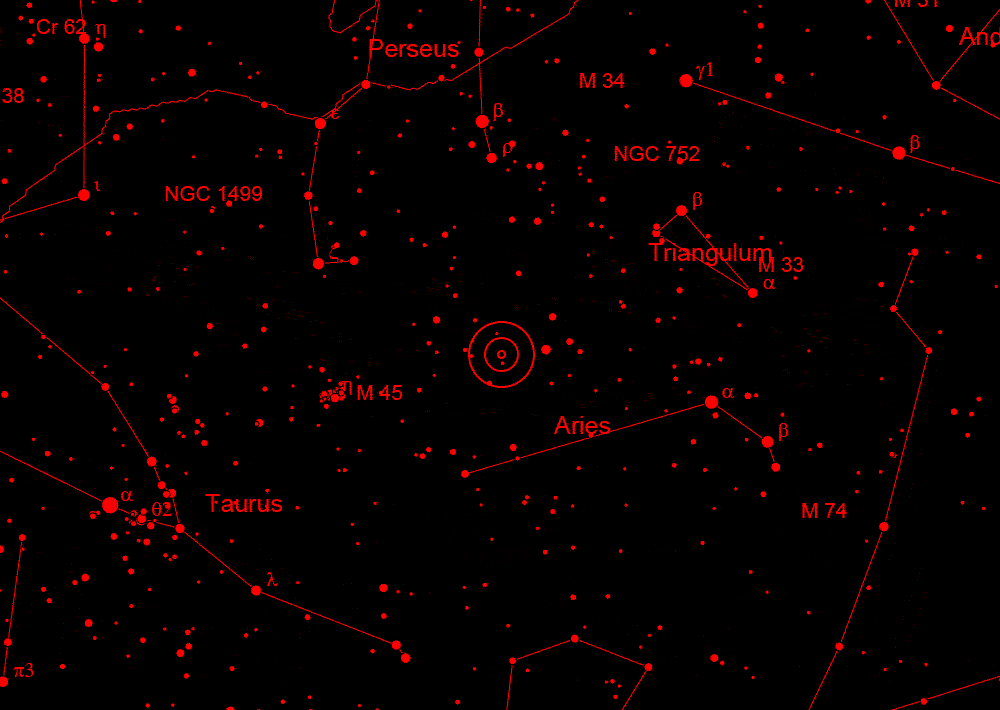 M 31
Cr 62 η
And
Perseus
γ1
M 34
38
β
ε
β
ρ
NGC 752
ι
NGC 1499
β
ξ
Triangulum
M 33
α
η
M 45
α
Aries
β
α
θ2
Taurus
M 74
λ
π3